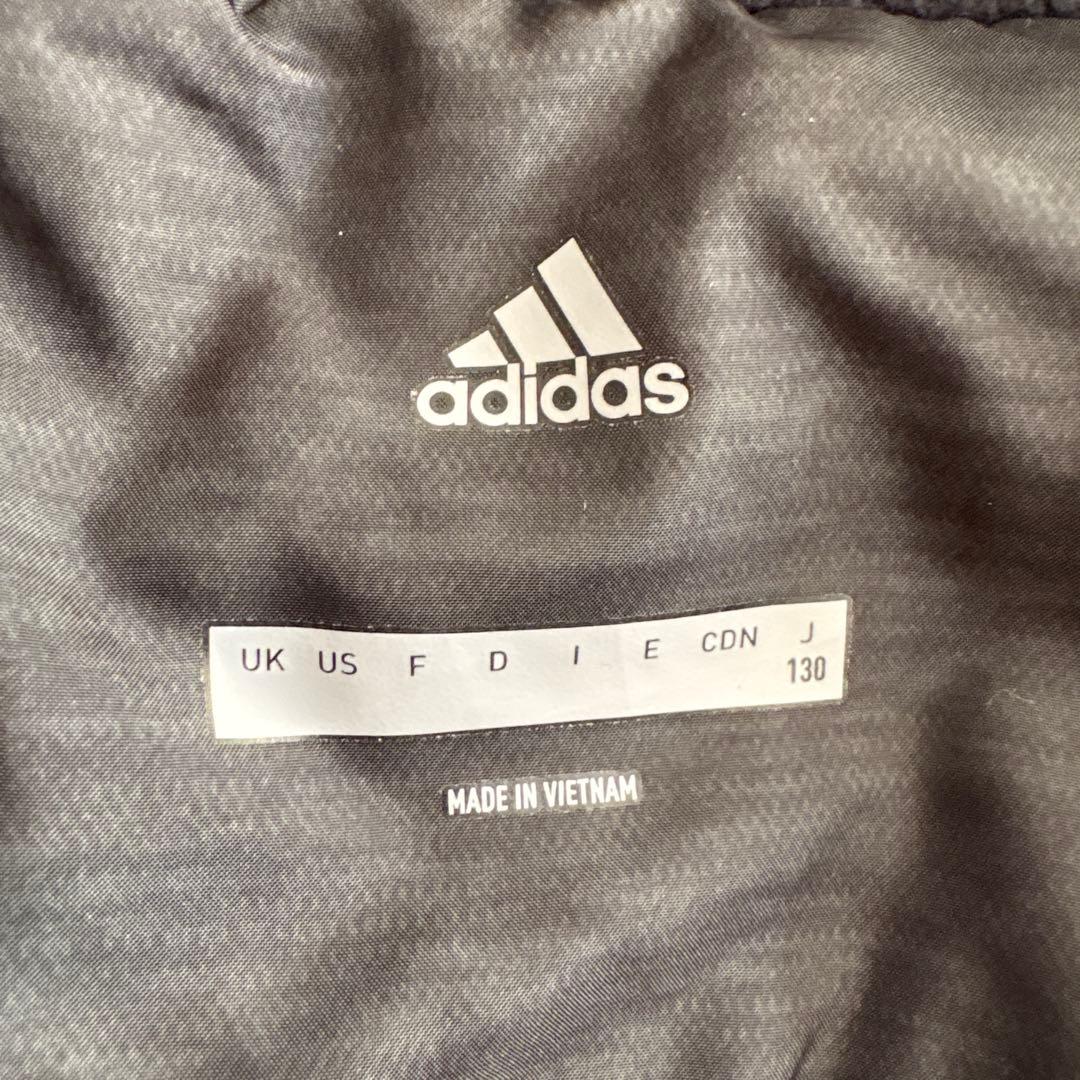 adidas
UK US F D I E CDN J
130
MADE IN VIETNAM